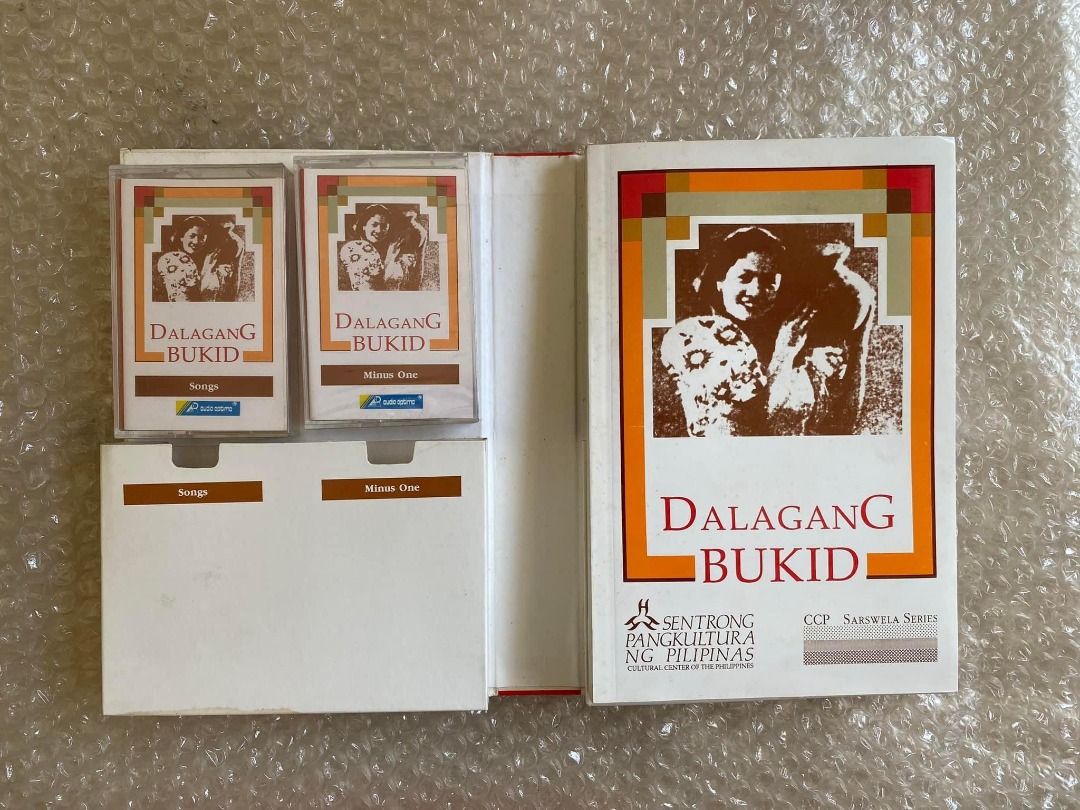 DALAGANG
BUKID
Songs
audio optima
DALAGANG
BUKID
Minus One
audio optima
Songs
Minus One
DALAGANG
BUKID
SENTRONG
PANGKULTURA
NG PILIPINAS
CULTURAL CENTER OF THE PHILIPPINES
CCP SARSWELA SERIES